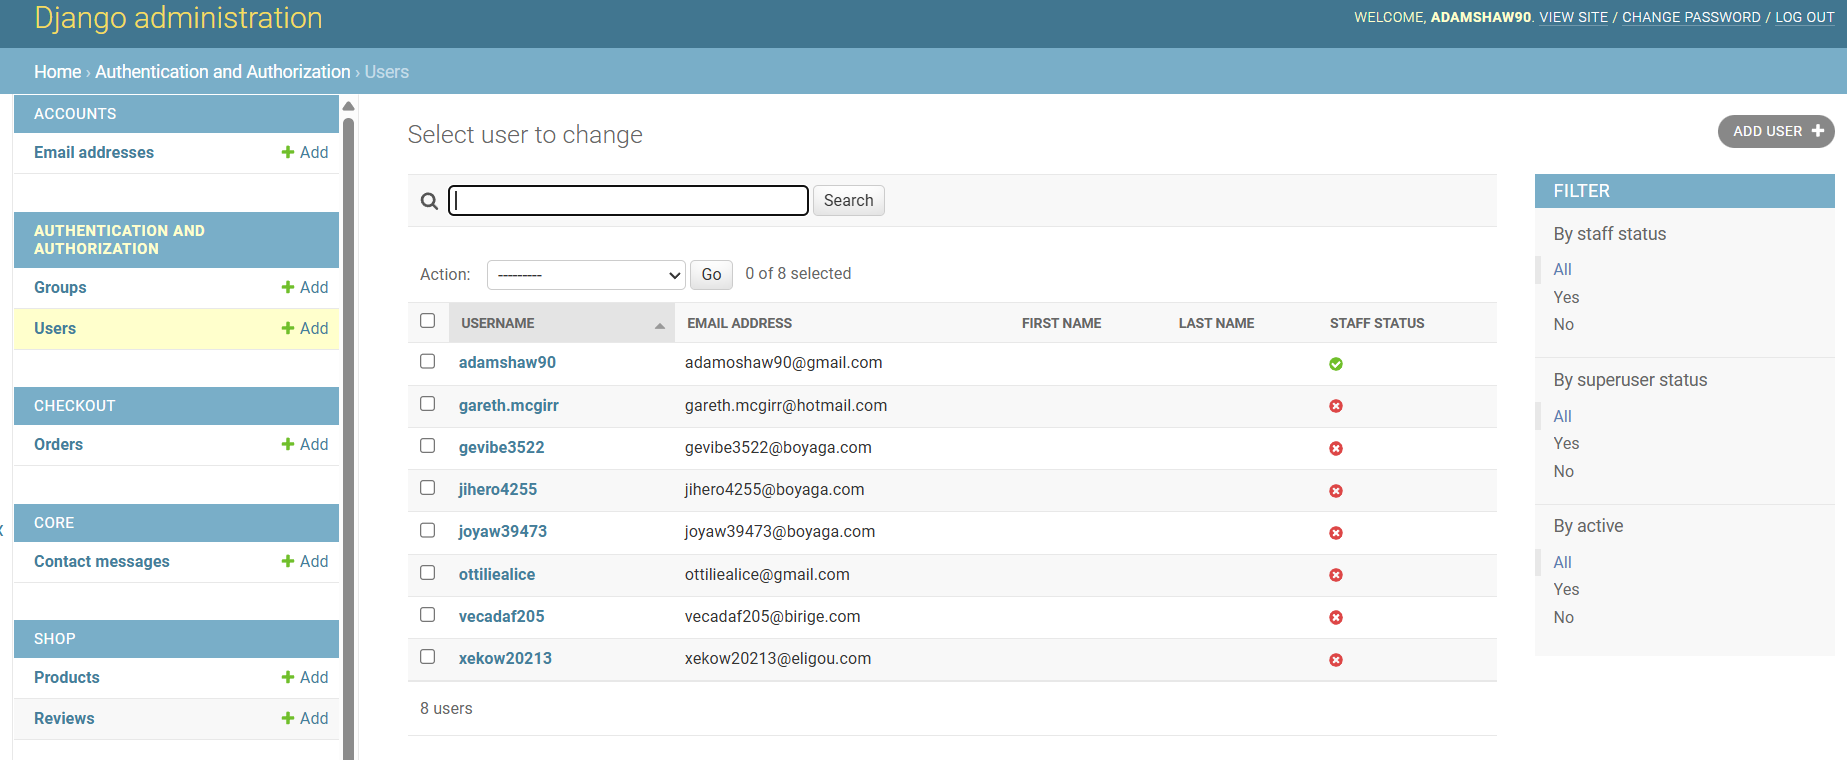 Django administration
WELCOME, ADAMSHAW90. VIEW SITE / CHANGE PASSWORD / LOG OUT
Home › Authentication and Authorization › Users
ACCOUNTS
Email addresses Add
AUTHENTICATION AND
AUTHORIZATION
Groups Add
Users Add
CHECKOUT
Orders Add
CORE
Contact messages Add
SHOP
Products Add
Reviews Add
Select user to change
ADD USER
Search
Action: --------- Go 0 of 8 selected
USERNAME EMAIL ADDRESS FIRST NAME LAST NAME STAFF STATUS
adamshaw90 adamoshaw90@gmail.com
gareth.mcgirr gareth.mcgirr@hotmail.com
gevibe3522 gevibe3522@boyaga.com
jihero4255 jihero4255@boyaga.com
joyaw39473 joyaw39473@boyaga.com
ottiliealice ottiliealice@gmail.com
vecadaf205 vecadaf205@birige.com
xekow20213 xekow20213@eligou.com
8 users
FILTER
By staff status
All
Yes
No
By superuser status
All
Yes
No
By active
All
Yes
No